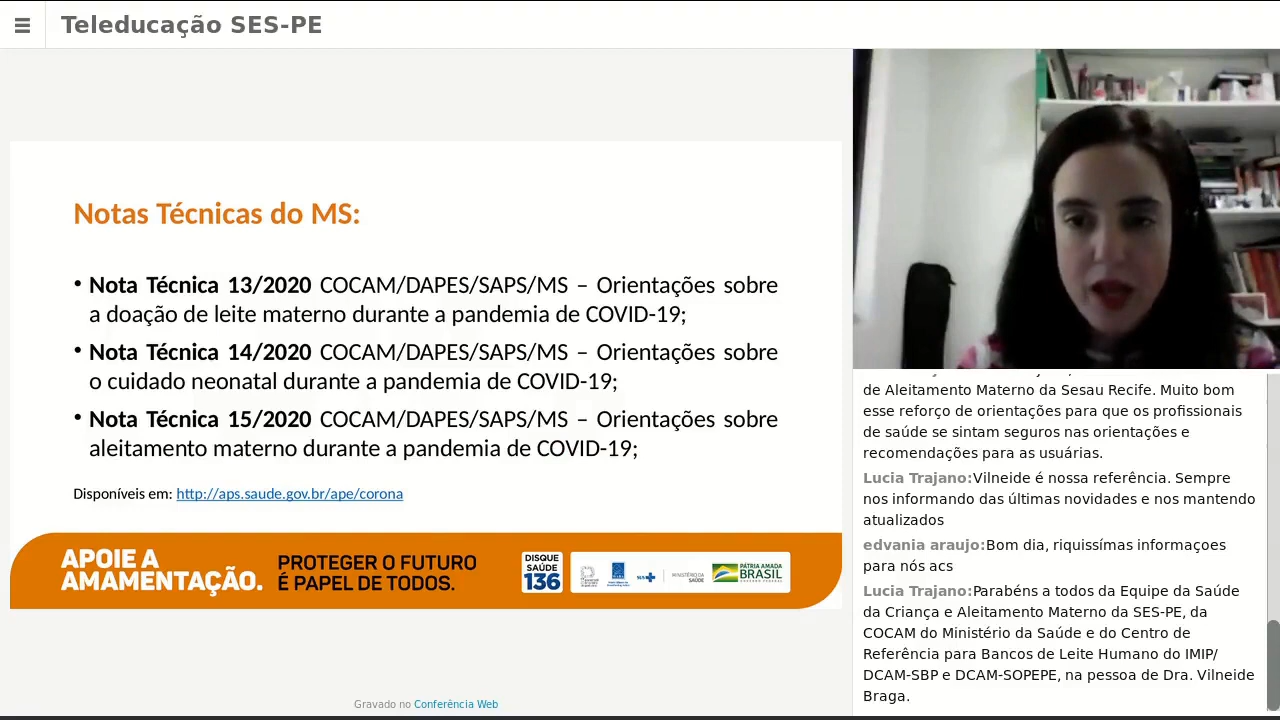 Teleducação SES-PE
Notas Técnicas do MS:
• Nota Técnica 13/2020 COCAM/DAPES/SAPS/MS – Orientações sobre
a doação de leite materno durante a pandemia de COVID-19;
• Nota Técnica 14/2020 COCAM/DAPES/SAPS/MS – Orientações sobre
o cuidado neonatal durante a pandemia de COVID-19;
• Nota Técnica 15/2020 COCAM/DAPES/SAPS/MS – Orientações sobre
aleitamento materno durante a pandemia de COVID-19;
Disponíveis em: http://aps.saude.gov.br/ape/corona
APOIE A
AMAMENTAÇÃO.
PROTEGER O FUTURO
É PAPEL DE TODOS.
DISQUE
SAÚDE
136
SUS
MINISTÉRIO DA
SAÚDE
PÁTRIA AMADA
BRASIL
Gravado no Conferência Web
de Aleitamento Materno da Sesau Recife. Muito bom
esse reforço de orientações para que os profissionais
de saúde se sintam seguros nas orientações e
recomendações para as usuárias.
Lucia Trajano:Vilneide é nossa referência. Sempre
nos informando das últimas novidades e nos mantendo
atualizados
edvania araujo:Bom dia, riquissímas informaçoes
para nós acs
Lucia Trajano:Parabéns a todos da Equipe da Saúde
da Criança e Aleitamento Materno da SES-PE, da
COCAM do Ministério da Saúde e do Centro de
Referência para Bancos de Leite Humano do IMIP/
DCAM-SBP e DCAM-SOPEPE, na pessoa de Dra. Vilneide
Braga.